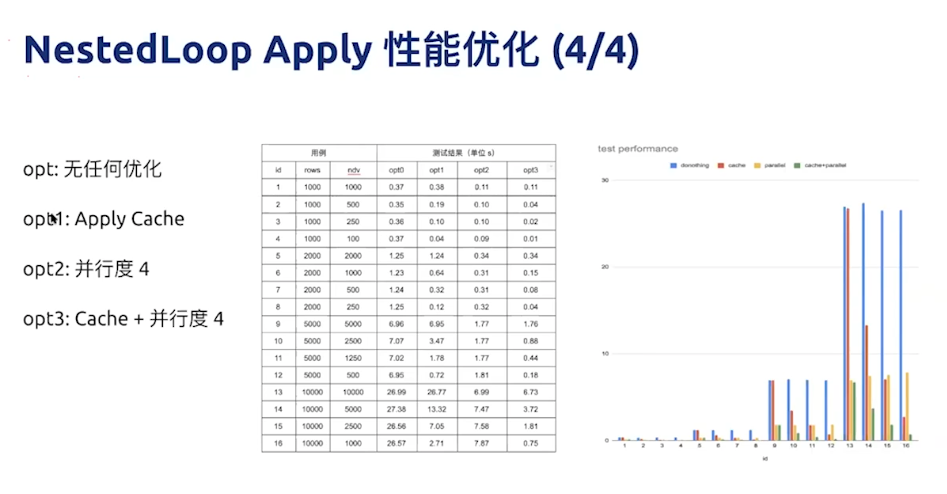 NestedLoop Apply 性能优化 (4/4)
opt: 无任何优化
opt1: Apply Cache
opt2: 并行度 4
opt3: Cache + 并行度 4
用例 测试结果（单位 s）
id rows ndv opt0 opt1 opt2 opt3
1 1000 1000 0.37 0.38 0.11 0.11
2 1000 500 0.35 0.19 0.10 0.04
3 1000 250 0.36 0.10 0.10 0.02
4 1000 100 0.37 0.04 0.09 0.01
5 2000 2000 1.25 1.24 0.34 0.34
6 2000 1000 1.23 0.64 0.31 0.15
7 2000 500 1.24 0.32 0.31 0.08
8 2000 250 1.25 0.12 0.32 0.04
9 5000 5000 6.96 6.95 1.77 1.76
10 5000 2500 7.07 3.47 1.77 0.88
11 5000 1250 7.02 1.78 1.77 0.44
12 5000 500 6.95 0.72 1.81 0.18
13 10000 10000 26.99 26.77 6.99 6.73
14 10000 5000 27.38 13.32 7.47 3.72
15 10000 2500 26.56 7.05 7.58 1.81
16 10000 1000 26.57 2.71 7.87 0.75
test performance
donothing cache parallel cache+parallel
30
20
10
0
1 2 3 4 5 6 7 8 9 10 11 12 13 14 15 16
id